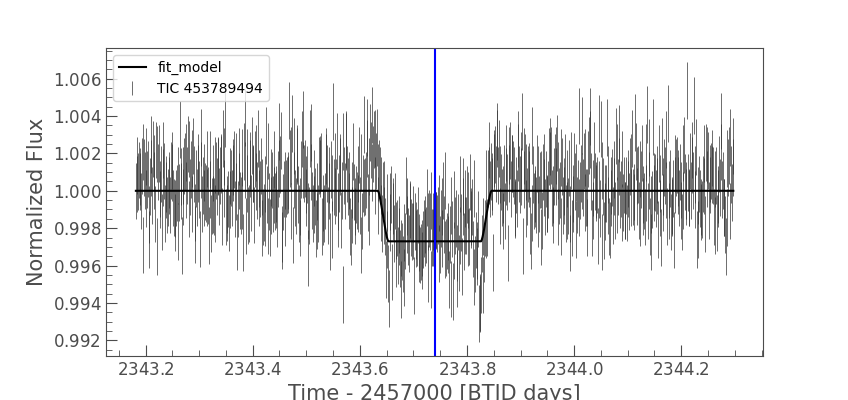 fit_model
TIC 453789494
1.006
1.004
1.002
1.000
0.998
0.996
0.994
0.992
Normalized Flux
2343.2 2343.4 2343.6 2343.8 2344.0 2344.2
Time - 2457000 [BTJD days]